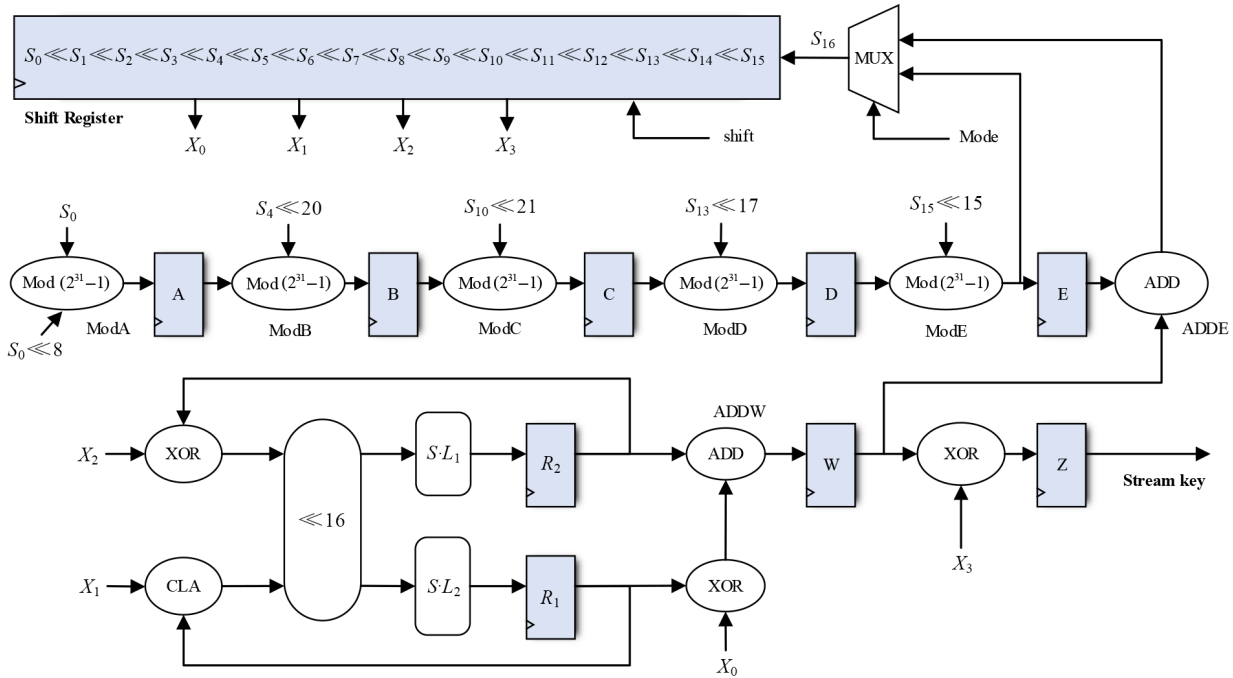 S₁₆
MUX
S₀≪S₁≪S₂≪S₃≪S₄≪S₅≪S₆≪S₇≪S₈≪S₉≪S₁₀≪S₁₁≪S₁₂≪S₁₃≪S₁₄≪S₁₅
Shift Register
X₀
X₁
X₂
X₃
shift
Mode
S₀
S₄≪20
S₁₀≪21
S₁₃≪17
S₁₅≪15
Mod (2³¹−1)
A
Mod (2³¹−1)
B
Mod (2³¹−1)
C
Mod (2³¹−1)
D
Mod (2³¹−1)
E
ADD
ModA
ModB
ModC
ModD
ModE
ADDE
S₀≪8
ADDW
X₂
XOR
S·L₁
R₂
ADD
W
XOR
Z
Stream key
≪16
X₃
X₁
CLA
S·L₂
R₁
XOR
X₀